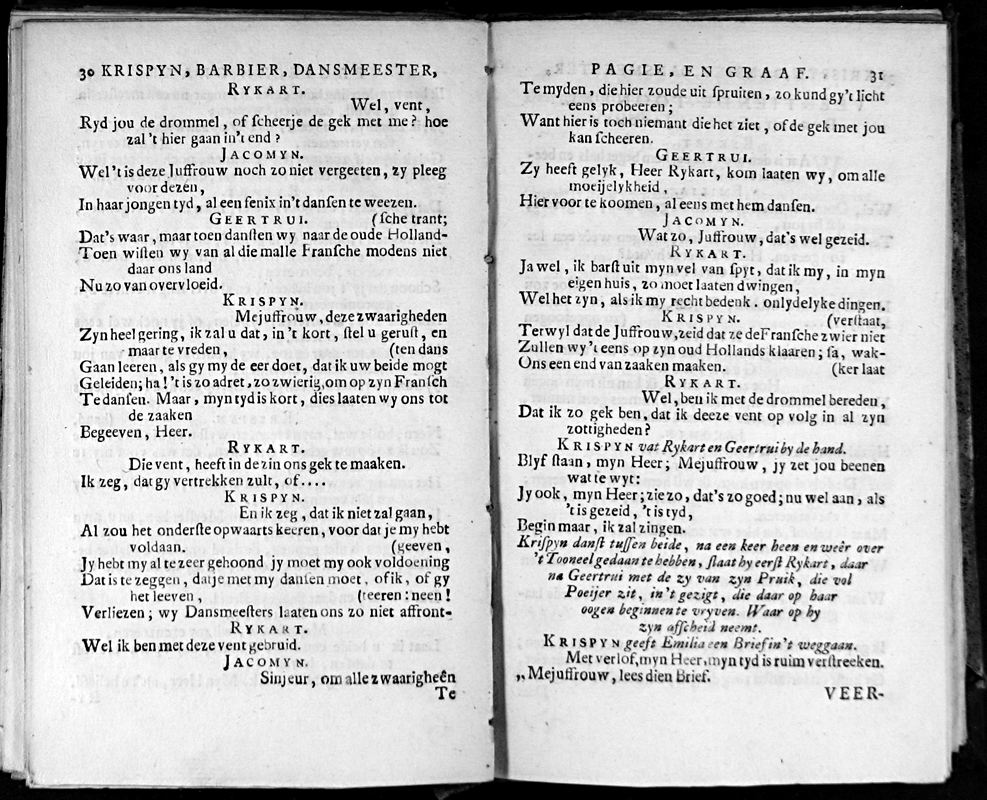 30 KRISPYN, BARBIER, DANSMEESTER,
RYKART.
Wel, vent,
Ryd jou de drommel, of scheerje de gek met me? hoe
zal 't hier gaan in't end?
JACOMYN.
Wel 't is deze Juffrouw noch zo niet vergeeten, zy pleeg
voor dezen,
In haar jongen tyd, al een fenix in't dansen te weezen.
GEERTRUI. (sche trant;
Dat's waar, maar toen dansten wy naar de oude Holland-
Toen wisten wy van al die malle Fransche modens niet
daar ons land
Nu zo van overvloeid.
KRISPYN.
Mejuffrouw, deze zwaarigheden
Zyn heel gering, ik zal u dat, in 't kort, stel u gerust, en
maar te vreden, (ten dans
Gaan leeren, als gy my de eer doet, dat ik uw beide mogt
Geleiden; ha! 't is zo adret, zo zwierig, om op zyn Fransch
Te dansen. Maar, myn tyd is kort, dies laaten wy ons tot
de zaaken
Begeeven, Heer.
RYKART.
Die vent, heeft in de zin ons gek te maaken.
Ik zeg, dat gy vertrekken zult, of....
KRISPYN.
En ik zeg, dat ik niet zal gaan,
Al zou het onderste opwaarts keeren, voor dat je my hebt
voldaan. (geeven,
Jy hebt my al te zeer gehoond jy moet my ook voldoening
Dat is te zeggen, datje met my dansen moet, of ik, of gy
het leeven, (teeren: neen!
Verliezen; wy Dansmeesters laaten ons zo niet affront-
RYKART.
Wel ik ben met deze vent gebruid.
JACOMYN.
Sinjeur, om alle zwaarigheên
Te
PAGIE, EN GRAAF. 31
Te myden, die hier zoude uit spruiten, zo kund gy't licht
eens probeeren;
Want hier is toch niemant die het ziet, of de gek met jou
kan scheeren.
GEERTRUI.
Zy heeft gelyk, Heer Rykart, kom laaten wy, om alle
moeijelykheid,
Hier voor te koomen, al eens met hem dansen.
JACOMYN.
Wat zo, Juffrouw, dat's wel gezeid.
RYKART.
Ja wel, ik barst uit myn vel van spyt, dat ik my, in myn
eigen huis, zo moet laaten dwingen,
Wel het zyn, als ik my recht bedenk. onlydelyke dingen.
KRISPYN. (verstaat,
Terwyl dat de Juffrouw, zeid dat ze de Fransche zwier niet
Zullen wy 't eens op zyn oud Hollands klaaren; sa, wak-
Ons een end van zaaken maaken. (ker laat
RYKART.
Wel, ben ik met de drommel bereden,
Dat ik zo gek ben, dat ik deeze vent op volg in al zyn
zottigheden?
KRISPYN vat Rykart en Geertrui by de hand.
Blyf staan, myn Heer; Mejuffrouw, jy zet jou beenen
wat te wyt:
Jy ook, myn Heer; zie zo, dat's zo goed; nu wel aan, als
't is gezeid, 't is tyd,
Begin maar, ik zal zingen.
Krispyn danst tussen beide, na een keer heen en weêr over
't Tooneel gedaan te hebben, slaat hy eerst Rykart, daar
na Geertrui met de zy van zyn Pruik, die vol
Poeijer zit, in 't gezigt, die daar op haar
oogen beginnen te vryven. Waar op hy
zyn afscheid neemt.
KRISPYN geeft Emilia een Brief in 't weggaan.
Met verlof, myn Heer, myn tyd is ruim verstreeken.
„ Mejuffrouw, lees dien Brief.
VEER-